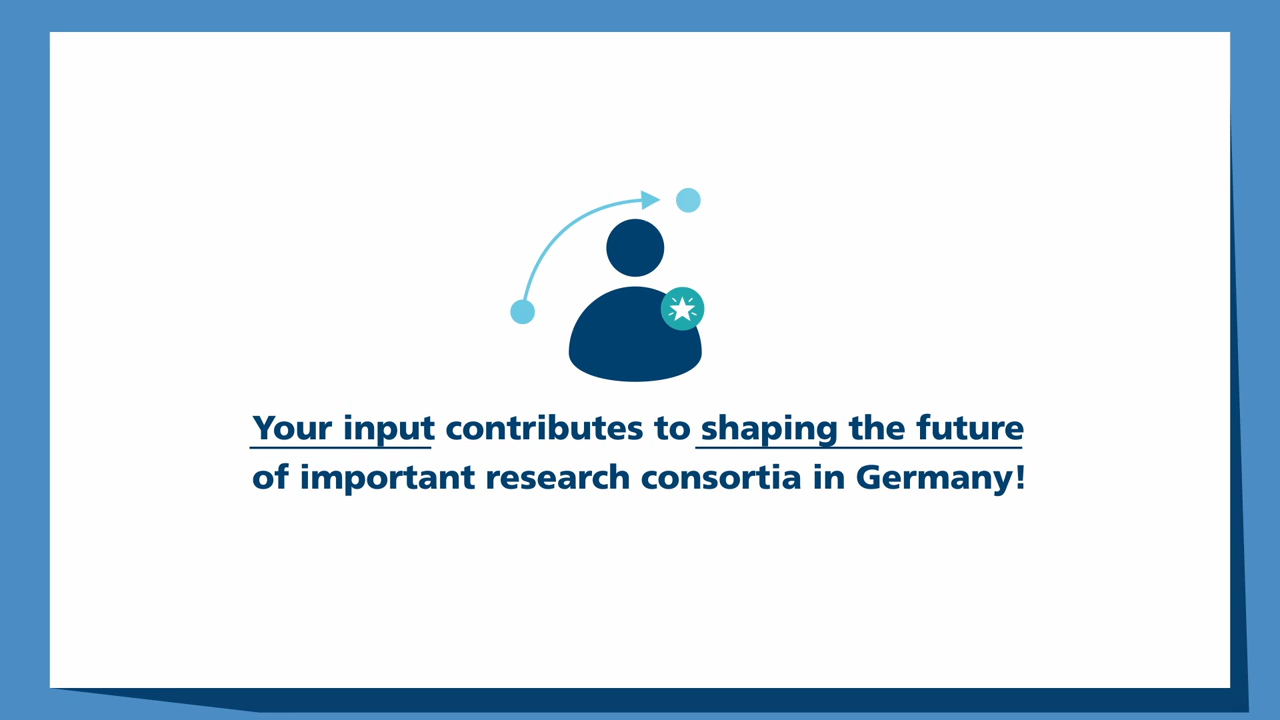 Your input contributes to shaping the future
of important research consortia in Germany!